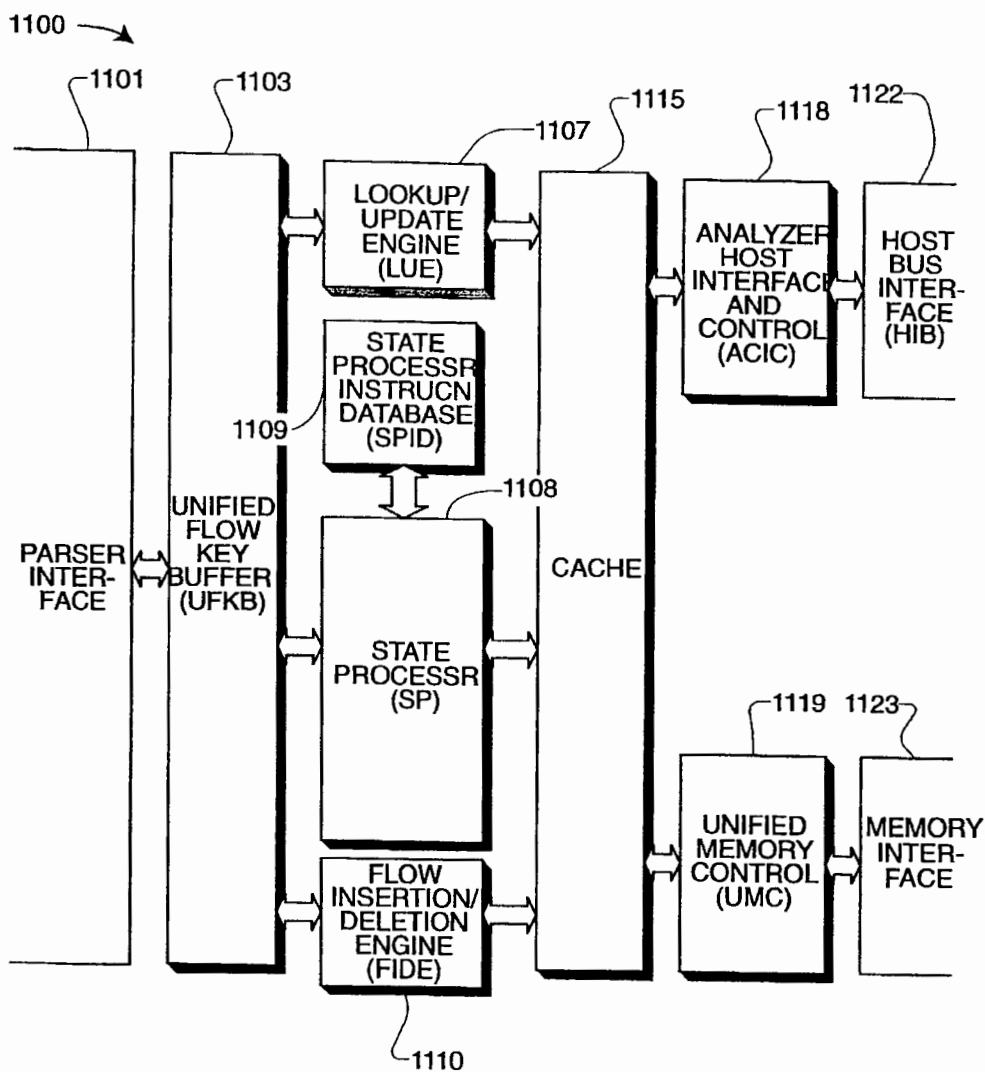 1100
1101
1103
1107
1115
1118
1122
LOOKUP/
UPDATE
ENGINE
(LUE)
ANALYZER
HOST
INTERFACE
AND
CONTROL
(ACIC)
HOST
BUS
INTER-
FACE
(HIB)
STATE
PROCESSR
INSTRUCN
DATABASE
(SPID)
1109
1108
PARSER
INTER-
FACE
UNIFIED
FLOW
KEY
BUFFER
(UFKB)
CACHE
STATE
PROCESSR
(SP)
1119
1123
UNIFIED
MEMORY
CONTROL
(UMC)
MEMORY
INTER-
FACE
FLOW
INSERTION/
DELETION
ENGINE
(FIDE)
1110